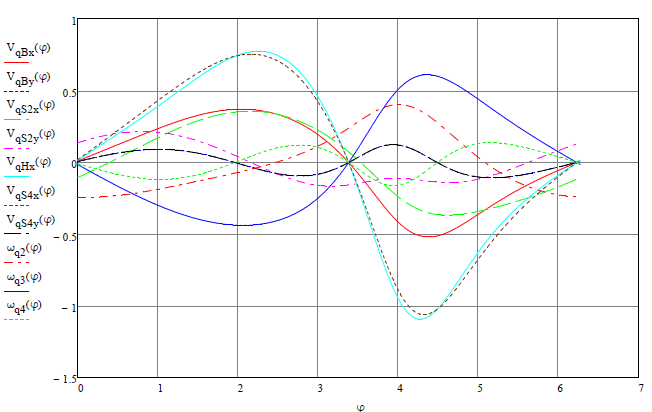 V_qBx(φ)
V_qBy(φ)
V_qS2x(φ)
V_qS2y(φ)
V_qHx(φ)
V_qS4x(φ)
V_qS4y(φ)
ω_q2(φ)
ω_q3(φ)
ω_q4(φ)
1
0.5
0
− 0.5
− 1
− 1.5
0 1 2 3 4 5 6 7
φ